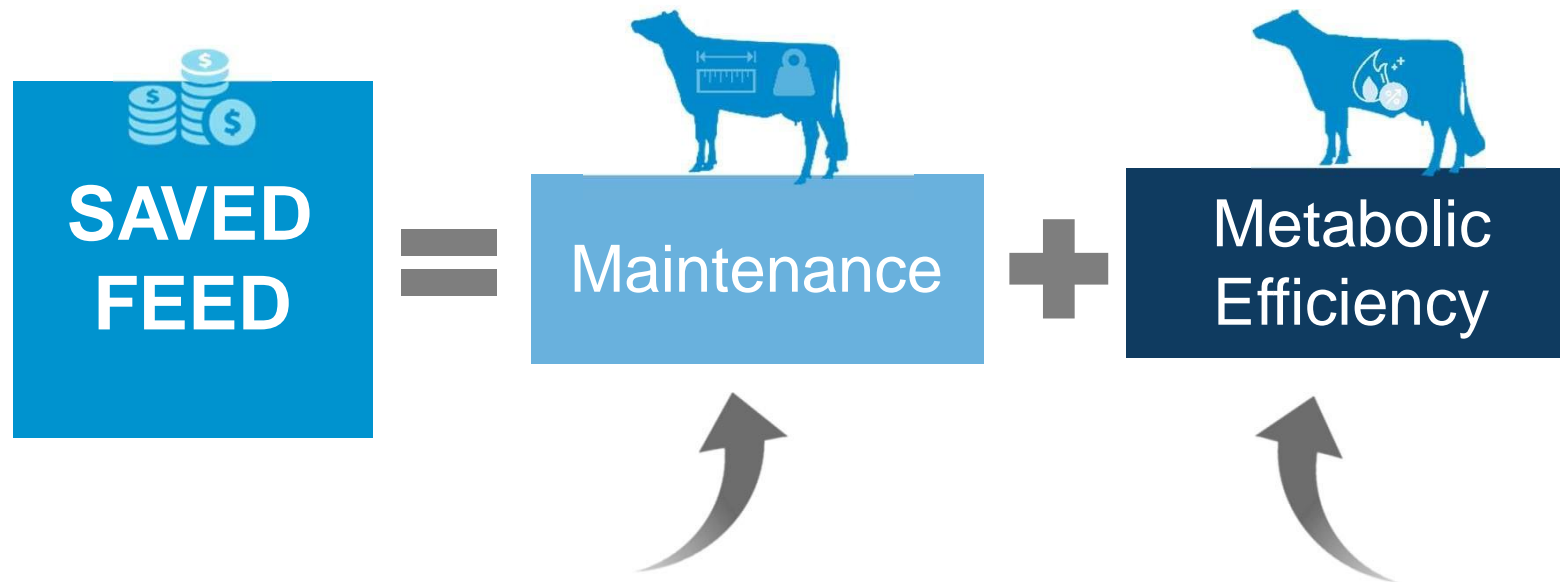 SAVED
FEED
=
Maintenance
+
Metabolic
Efficiency